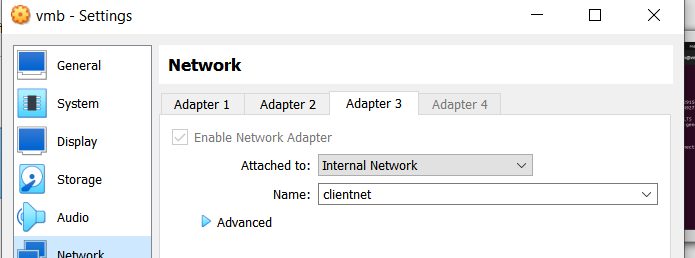 vmb - Settings
General
System
Display
Storage
Audio
Network
Network
Adapter 1 Adapter 2 Adapter 3 Adapter 4
Enable Network Adapter
Attached to: Internal Network
Name: clientnet
Advanced